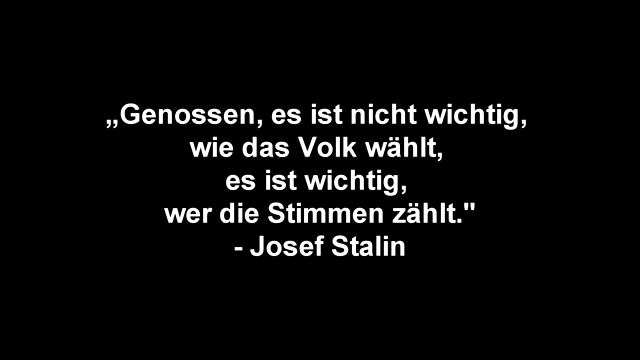 „Genossen, es ist nicht wichtig,
wie das Volk wählt,
es ist wichtig,
wer die Stimmen zählt."
- Josef Stalin